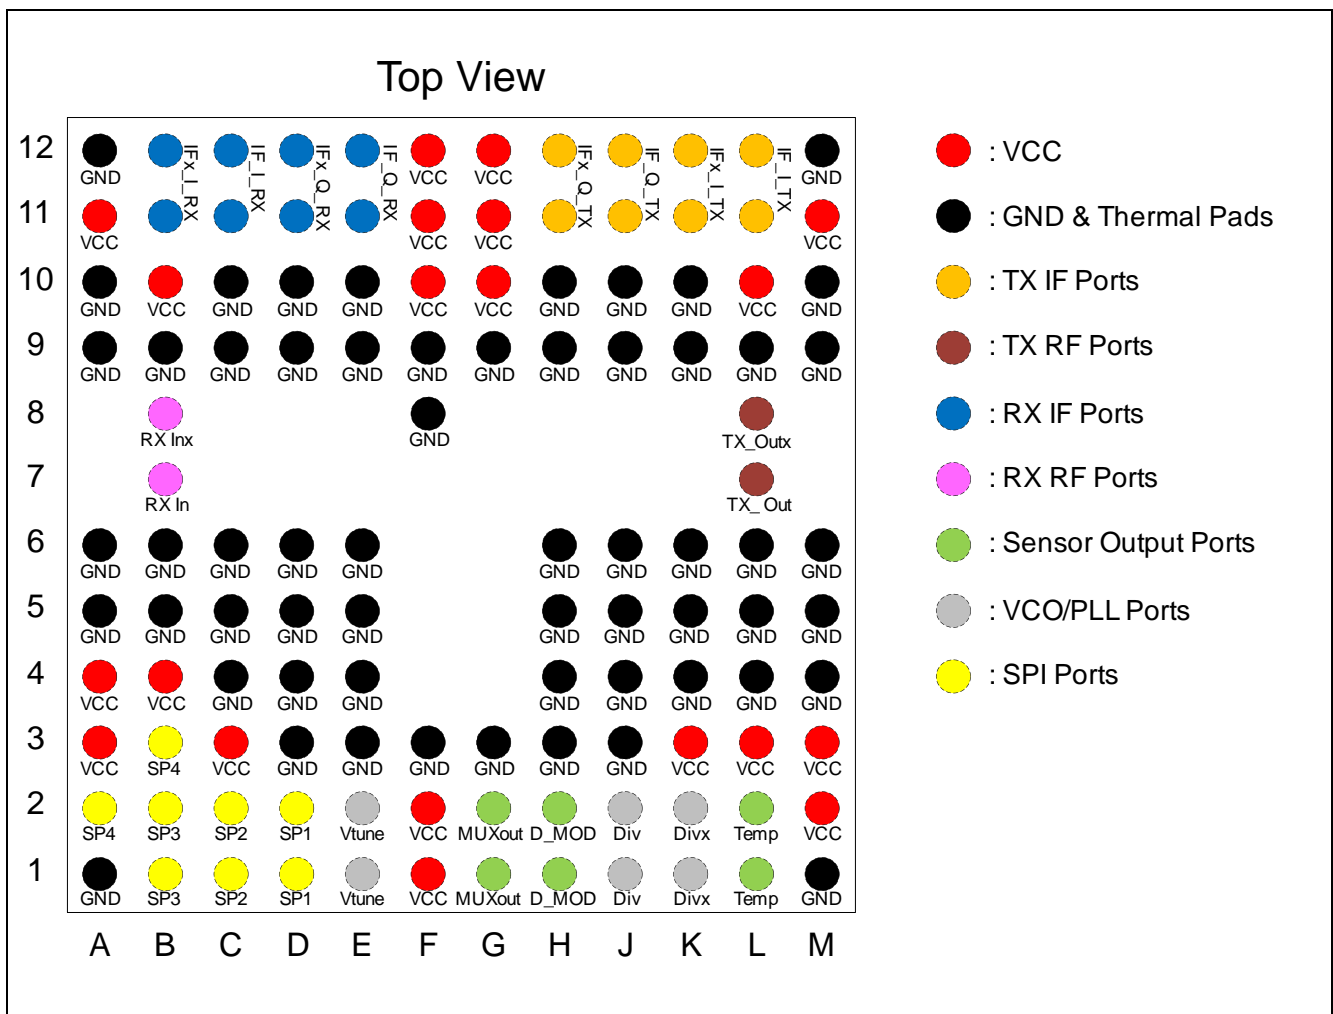 Top View
12
GND
IFx_I_RX
IF_I_RX
IFx_Q_RX
IF_Q_RX
VCC VCC
IFx_Q_TX
IF_Q_TX
IFx_I_TX
IF_I_TX
GND
11
VCC VCC VCC VCC
10
GND VCC GND GND GND VCC VCC GND GND GND VCC GND
9
GND GND GND GND GND GND GND GND GND GND GND GND
8
RX Inx GND TX_Outx
7
RX In TX_ Out
6
GND GND GND GND GND GND GND GND GND GND
5
GND GND GND GND GND GND GND GND GND GND
4
VCC VCC GND GND GND GND GND GND GND GND
3
VCC SP4 VCC GND GND GND GND GND GND VCC VCC VCC
2
SP4 SP3 SP2 SP1 Vtune VCC MUXout D_MOD Div Divx Temp VCC
1
GND SP3 SP2 SP1 Vtune VCC MUXout D_MOD Div Divx Temp GND
A B C D E F G H J K L M
: VCC
: GND & Thermal Pads
: TX IF Ports
: TX RF Ports
: RX IF Ports
: RX RF Ports
: Sensor Output Ports
: VCO/PLL Ports
: SPI Ports